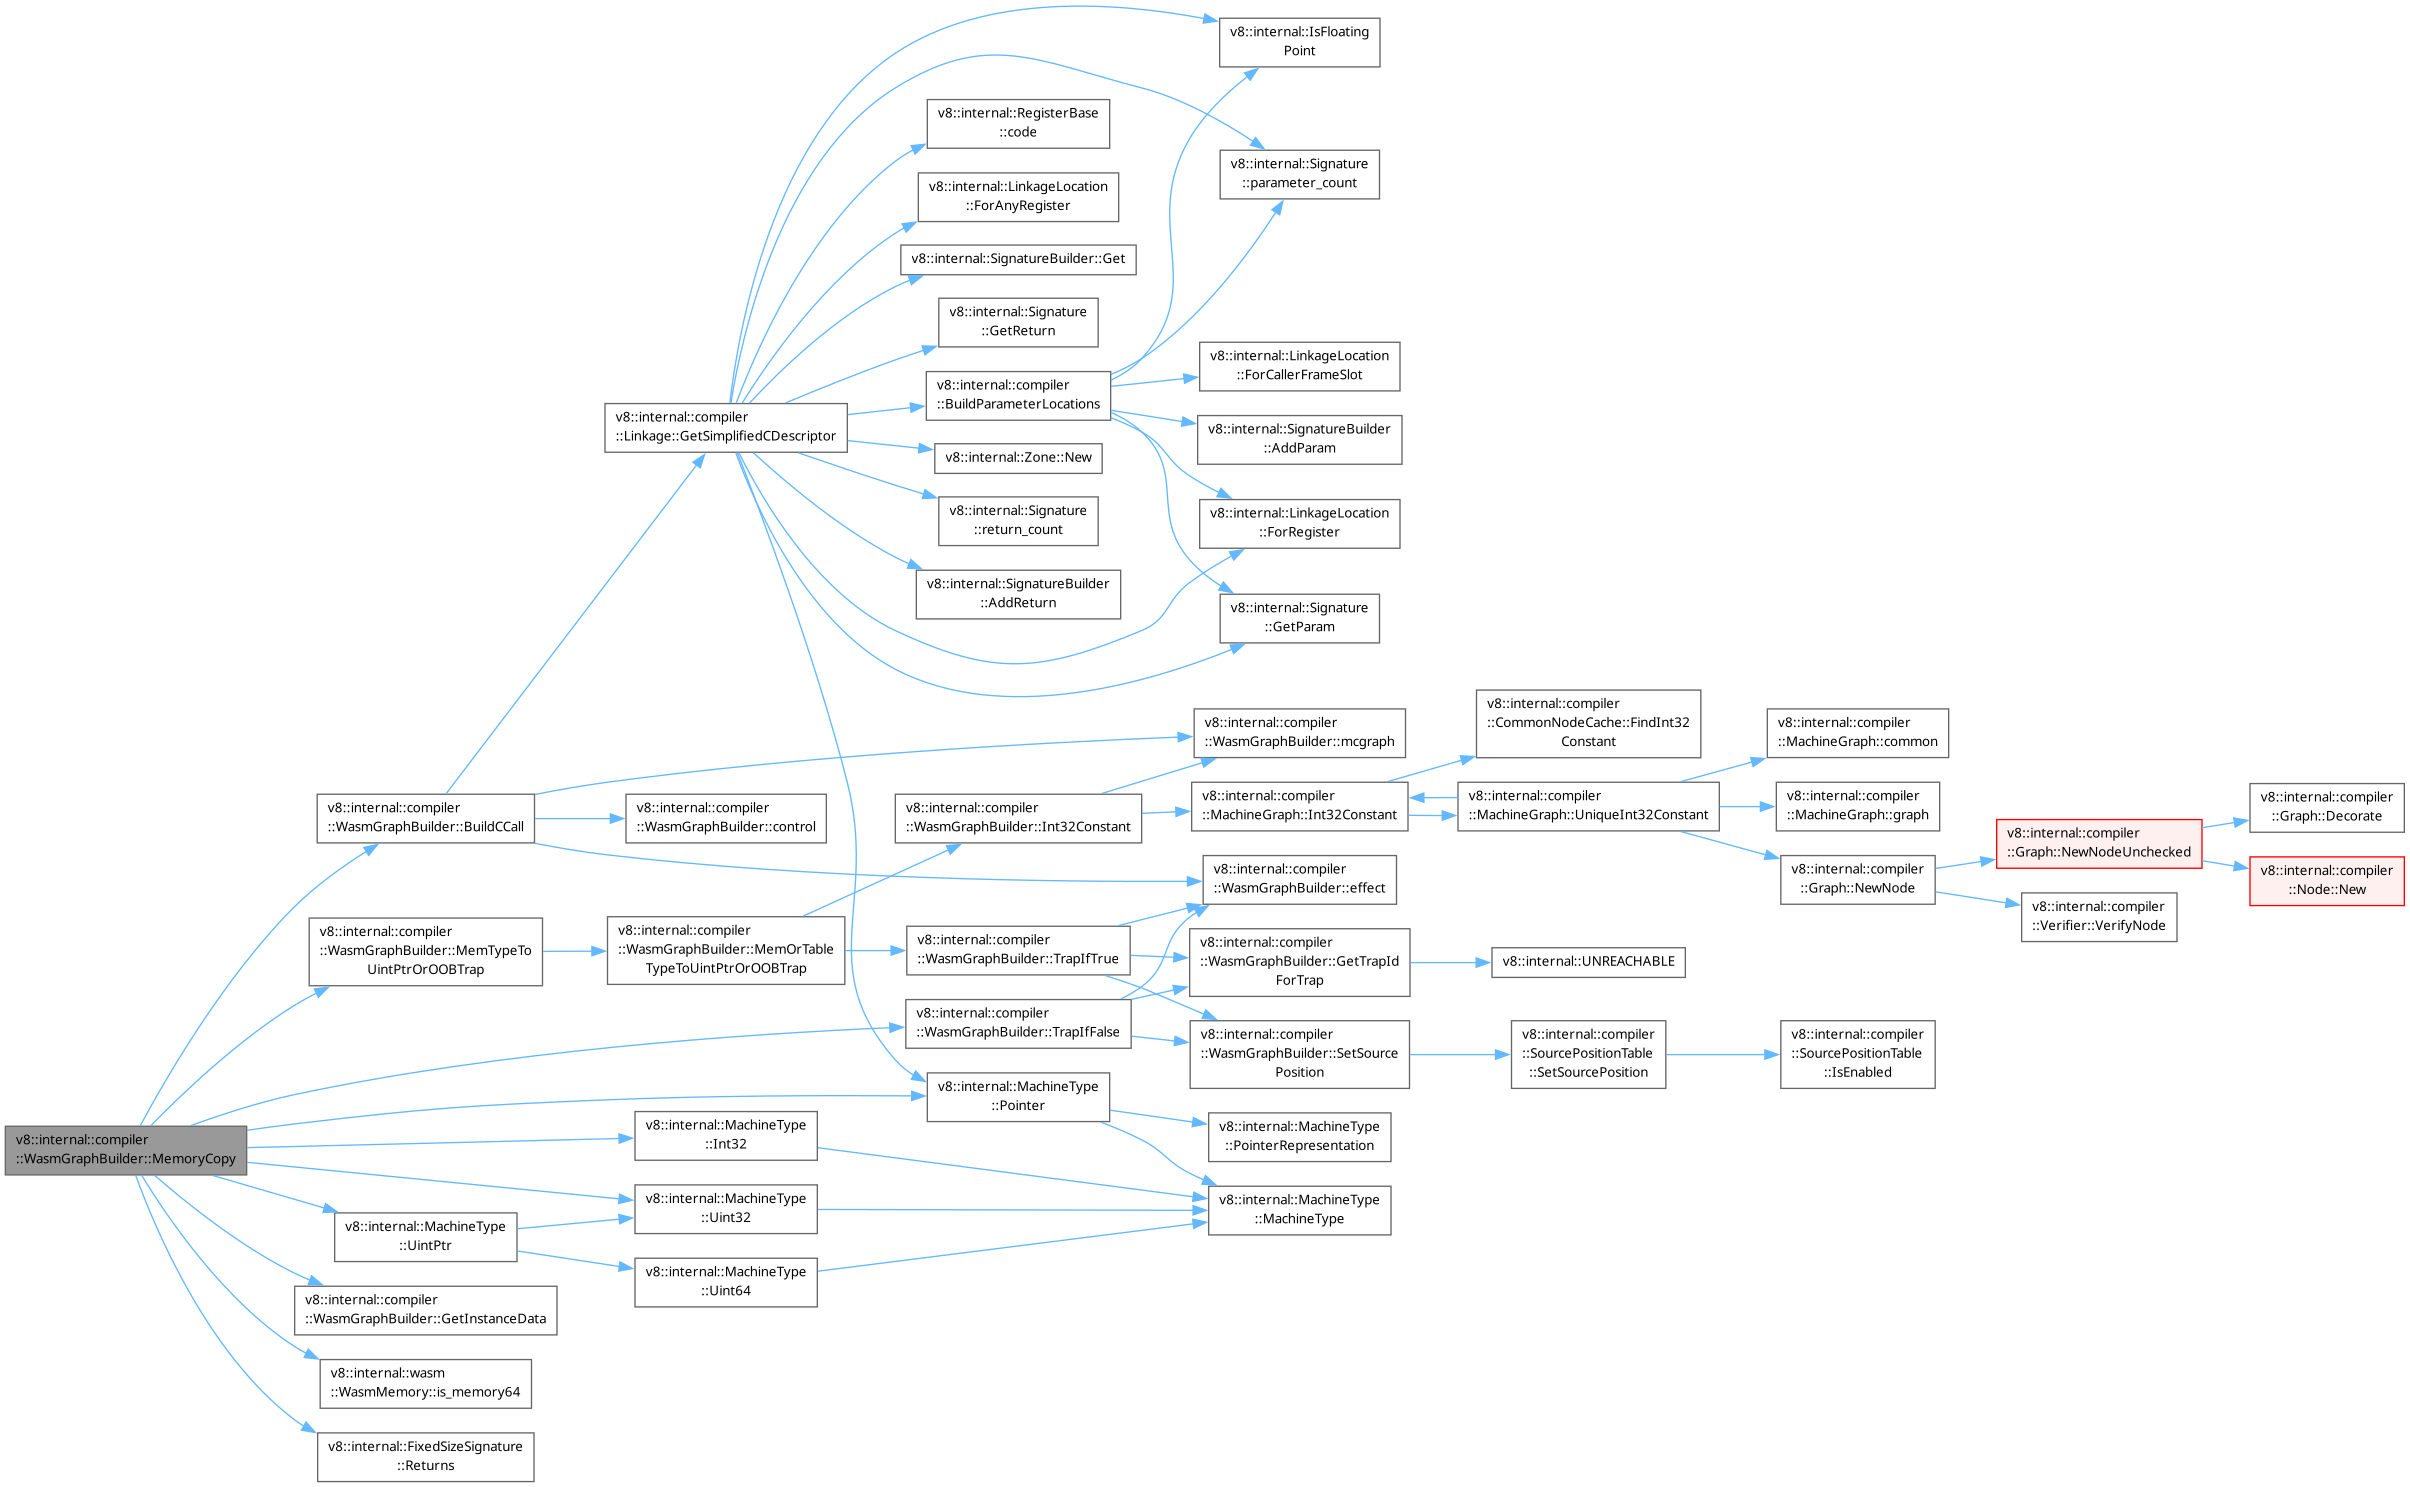 v8::internal::IsFloating
Point
v8::internal::RegisterBase
::code
v8::internal::Signature
::parameter_count
v8::internal::LinkageLocation
::ForAnyRegister
v8::internal::SignatureBuilder::Get
v8::internal::Signature
::GetReturn
v8::internal::LinkageLocation
::ForCallerFrameSlot
v8::internal::compiler
::BuildParameterLocations
v8::internal::compiler
::Linkage::GetSimplifiedCDescriptor
v8::internal::SignatureBuilder
::AddParam
v8::internal::Zone::New
v8::internal::Signature
::return_count
v8::internal::LinkageLocation
::ForRegister
v8::internal::SignatureBuilder
::AddReturn
v8::internal::Signature
::GetParam
v8::internal::compiler
::CommonNodeCache::FindInt32
Constant
v8::internal::compiler
::WasmGraphBuilder::mcgraph
v8::internal::compiler
::MachineGraph::common
v8::internal::compiler
::WasmGraphBuilder::BuildCCall
v8::internal::compiler
::WasmGraphBuilder::control
v8::internal::compiler
::WasmGraphBuilder::Int32Constant
v8::internal::compiler
::MachineGraph::Int32Constant
v8::internal::compiler
::MachineGraph::UniqueInt32Constant
v8::internal::compiler
::MachineGraph::graph
v8::internal::compiler
::Graph::NewNodeUnchecked
v8::internal::compiler
::Graph::Decorate
v8::internal::compiler
::WasmGraphBuilder::effect
v8::internal::compiler
::Graph::NewNode
v8::internal::compiler
::Node::New
v8::internal::compiler
::Verifier::VerifyNode
v8::internal::compiler
::WasmGraphBuilder::MemTypeTo
UintPtrOrOOBTrap
v8::internal::compiler
::WasmGraphBuilder::MemOrTable
TypeToUintPtrOrOOBTrap
v8::internal::compiler
::WasmGraphBuilder::TrapIfTrue
v8::internal::compiler
::WasmGraphBuilder::GetTrapId
ForTrap
v8::internal::UNREACHABLE
v8::internal::compiler
::WasmGraphBuilder::TrapIfFalse
v8::internal::compiler
::WasmGraphBuilder::SetSource
Position
v8::internal::compiler
::SourcePositionTable
::SetSourcePosition
v8::internal::compiler
::SourcePositionTable
::IsEnabled
v8::internal::MachineType
::Pointer
v8::internal::compiler
::WasmGraphBuilder::MemoryCopy
v8::internal::MachineType
::Int32
v8::internal::MachineType
::PointerRepresentation
v8::internal::MachineType
::Uint32
v8::internal::MachineType
::MachineType
v8::internal::MachineType
::UintPtr
v8::internal::MachineType
::Uint64
v8::internal::compiler
::WasmGraphBuilder::GetInstanceData
v8::internal::wasm
::WasmMemory::is_memory64
v8::internal::FixedSizeSignature
::Returns